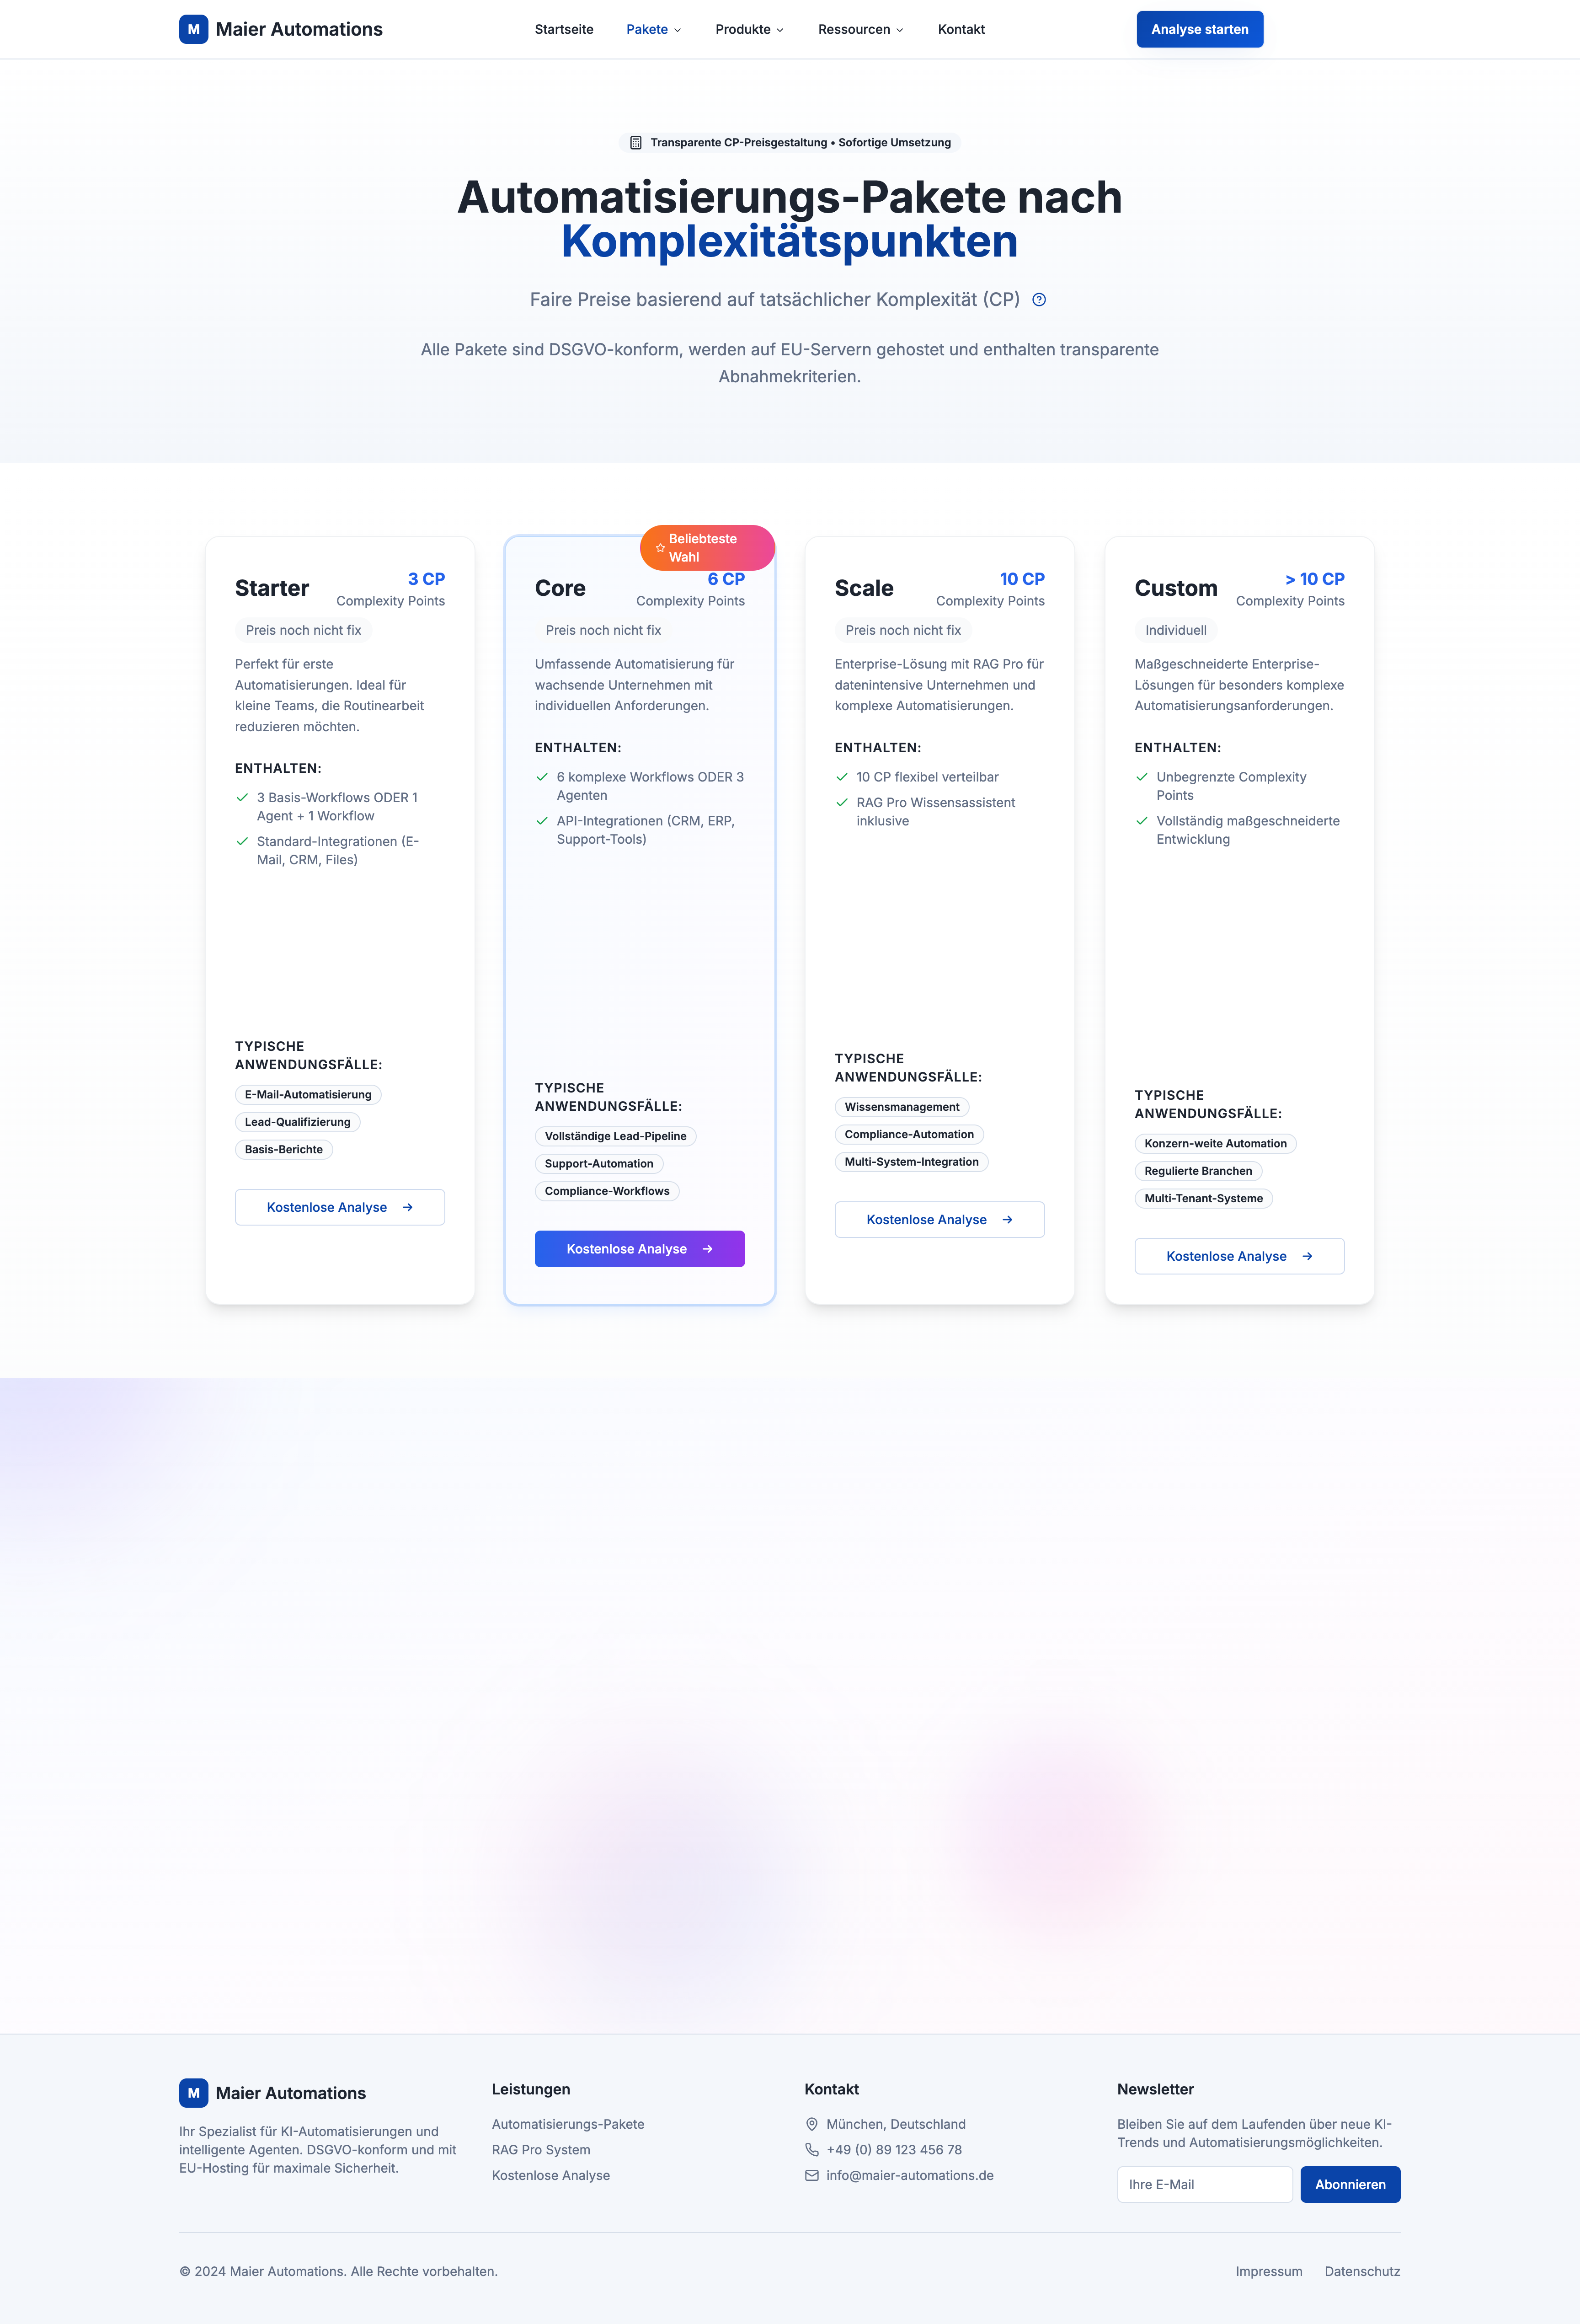 M Maier Automations
Startseite
Pakete
Produkte
Ressourcen
Kontakt
Analyse starten
Transparente CP-Preisgestaltung • Sofortige Umsetzung
Automatisierungs-Pakete nach
Komplexitätspunkten
Faire Preise basierend auf tatsächlicher Komplexität (CP)
Alle Pakete sind DSGVO-konform, werden auf EU-Servern gehostet und enthalten transparente
Abnahmekriterien.
Starter
3 CP
Complexity Points
Preis noch nicht fix
Perfekt für erste
Automatisierungen. Ideal für
kleine Teams, die Routinearbeit
reduzieren möchten.
ENTHALTEN:
3 Basis-Workflows ODER 1
Agent + 1 Workflow
Standard-Integrationen (E-
Mail, CRM, Files)
TYPISCHE
ANWENDUNGSFÄLLE:
E-Mail-Automatisierung
Lead-Qualifizierung
Basis-Berichte
Kostenlose Analyse
Beliebteste
Wahl
Core
6 CP
Complexity Points
Preis noch nicht fix
Umfassende Automatisierung für
wachsende Unternehmen mit
individuellen Anforderungen.
ENTHALTEN:
6 komplexe Workflows ODER 3
Agenten
API-Integrationen (CRM, ERP,
Support-Tools)
TYPISCHE
ANWENDUNGSFÄLLE:
Vollständige Lead-Pipeline
Support-Automation
Compliance-Workflows
Kostenlose Analyse
Scale
10 CP
Complexity Points
Preis noch nicht fix
Enterprise-Lösung mit RAG Pro für
datenintensive Unternehmen und
komplexe Automatisierungen.
ENTHALTEN:
10 CP flexibel verteilbar
RAG Pro Wissensassistent
inklusive
TYPISCHE
ANWENDUNGSFÄLLE:
Wissensmanagement
Compliance-Automation
Multi-System-Integration
Kostenlose Analyse
Custom
> 10 CP
Complexity Points
Individuell
Maßgeschneiderte Enterprise-
Lösungen für besonders komplexe
Automatisierungsanforderungen.
ENTHALTEN:
Unbegrenzte Complexity
Points
Vollständig maßgeschneiderte
Entwicklung
TYPISCHE
ANWENDUNGSFÄLLE:
Konzern-weite Automation
Regulierte Branchen
Multi-Tenant-Systeme
Kostenlose Analyse
M Maier Automations
Ihr Spezialist für KI-Automatisierungen und
intelligente Agenten. DSGVO-konform und mit
EU-Hosting für maximale Sicherheit.
Leistungen
Automatisierungs-Pakete
RAG Pro System
Kostenlose Analyse
Kontakt
München, Deutschland
+49 (0) 89 123 456 78
info@maier-automations.de
Newsletter
Bleiben Sie auf dem Laufenden über neue KI-
Trends und Automatisierungsmöglichkeiten.
Ihre E-Mail
Abonnieren
© 2024 Maier Automations. Alle Rechte vorbehalten.
Impressum
Datenschutz